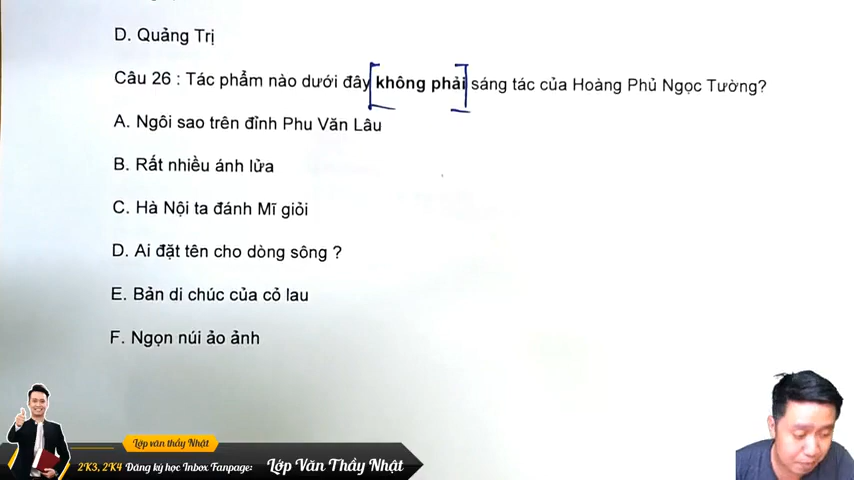 D. Quảng Trị
Câu 26 : Tác phẩm nào dưới đây không phải sáng tác của Hoàng Phủ Ngọc Tường?
A. Ngôi sao trên đỉnh Phu Văn Lâu
B. Rất nhiều ánh lửa
C. Hà Nội ta đánh Mĩ giỏi
D. Ai đặt tên cho dòng sông ?
E. Bản di chúc của cỏ lau
F. Ngọn núi ảo ảnh
Lớp văn thầy Nhật
2K3, 2K4 Đăng ký học Inbox Fanpage: Lớp Văn Thầy Nhật